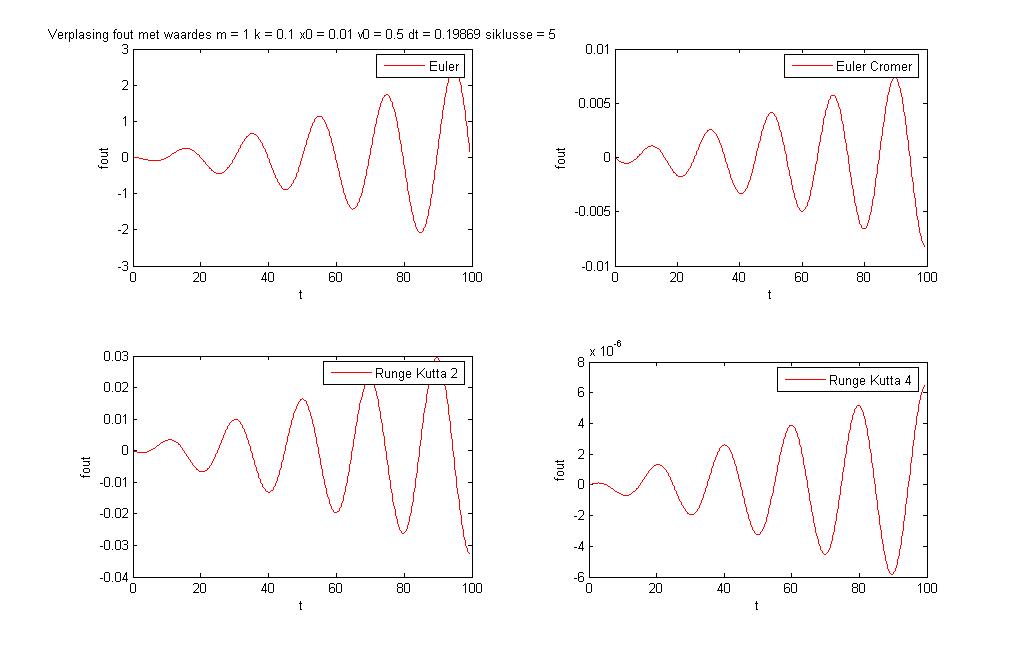 Verplasing fout met waardes m = 1 k = 0.1 x0 = 0.01 v0 = 0.5 dt = 0.19869 siklusse = 5
3
2
1
0
-1
-2
-3
fout
Euler
0 20 40 60 80 100
t
0.01
0.005
0
-0.005
-0.01
fout
Euler Cromer
0 20 40 60 80 100
t
0.03
0.02
0.01
0
-0.01
-0.02
-0.03
-0.04
fout
Runge Kutta 2
0 20 40 60 80 100
t
x 10^-6
8
6
4
2
0
-2
-4
-6
fout
Runge Kutta 4
0 20 40 60 80 100
t